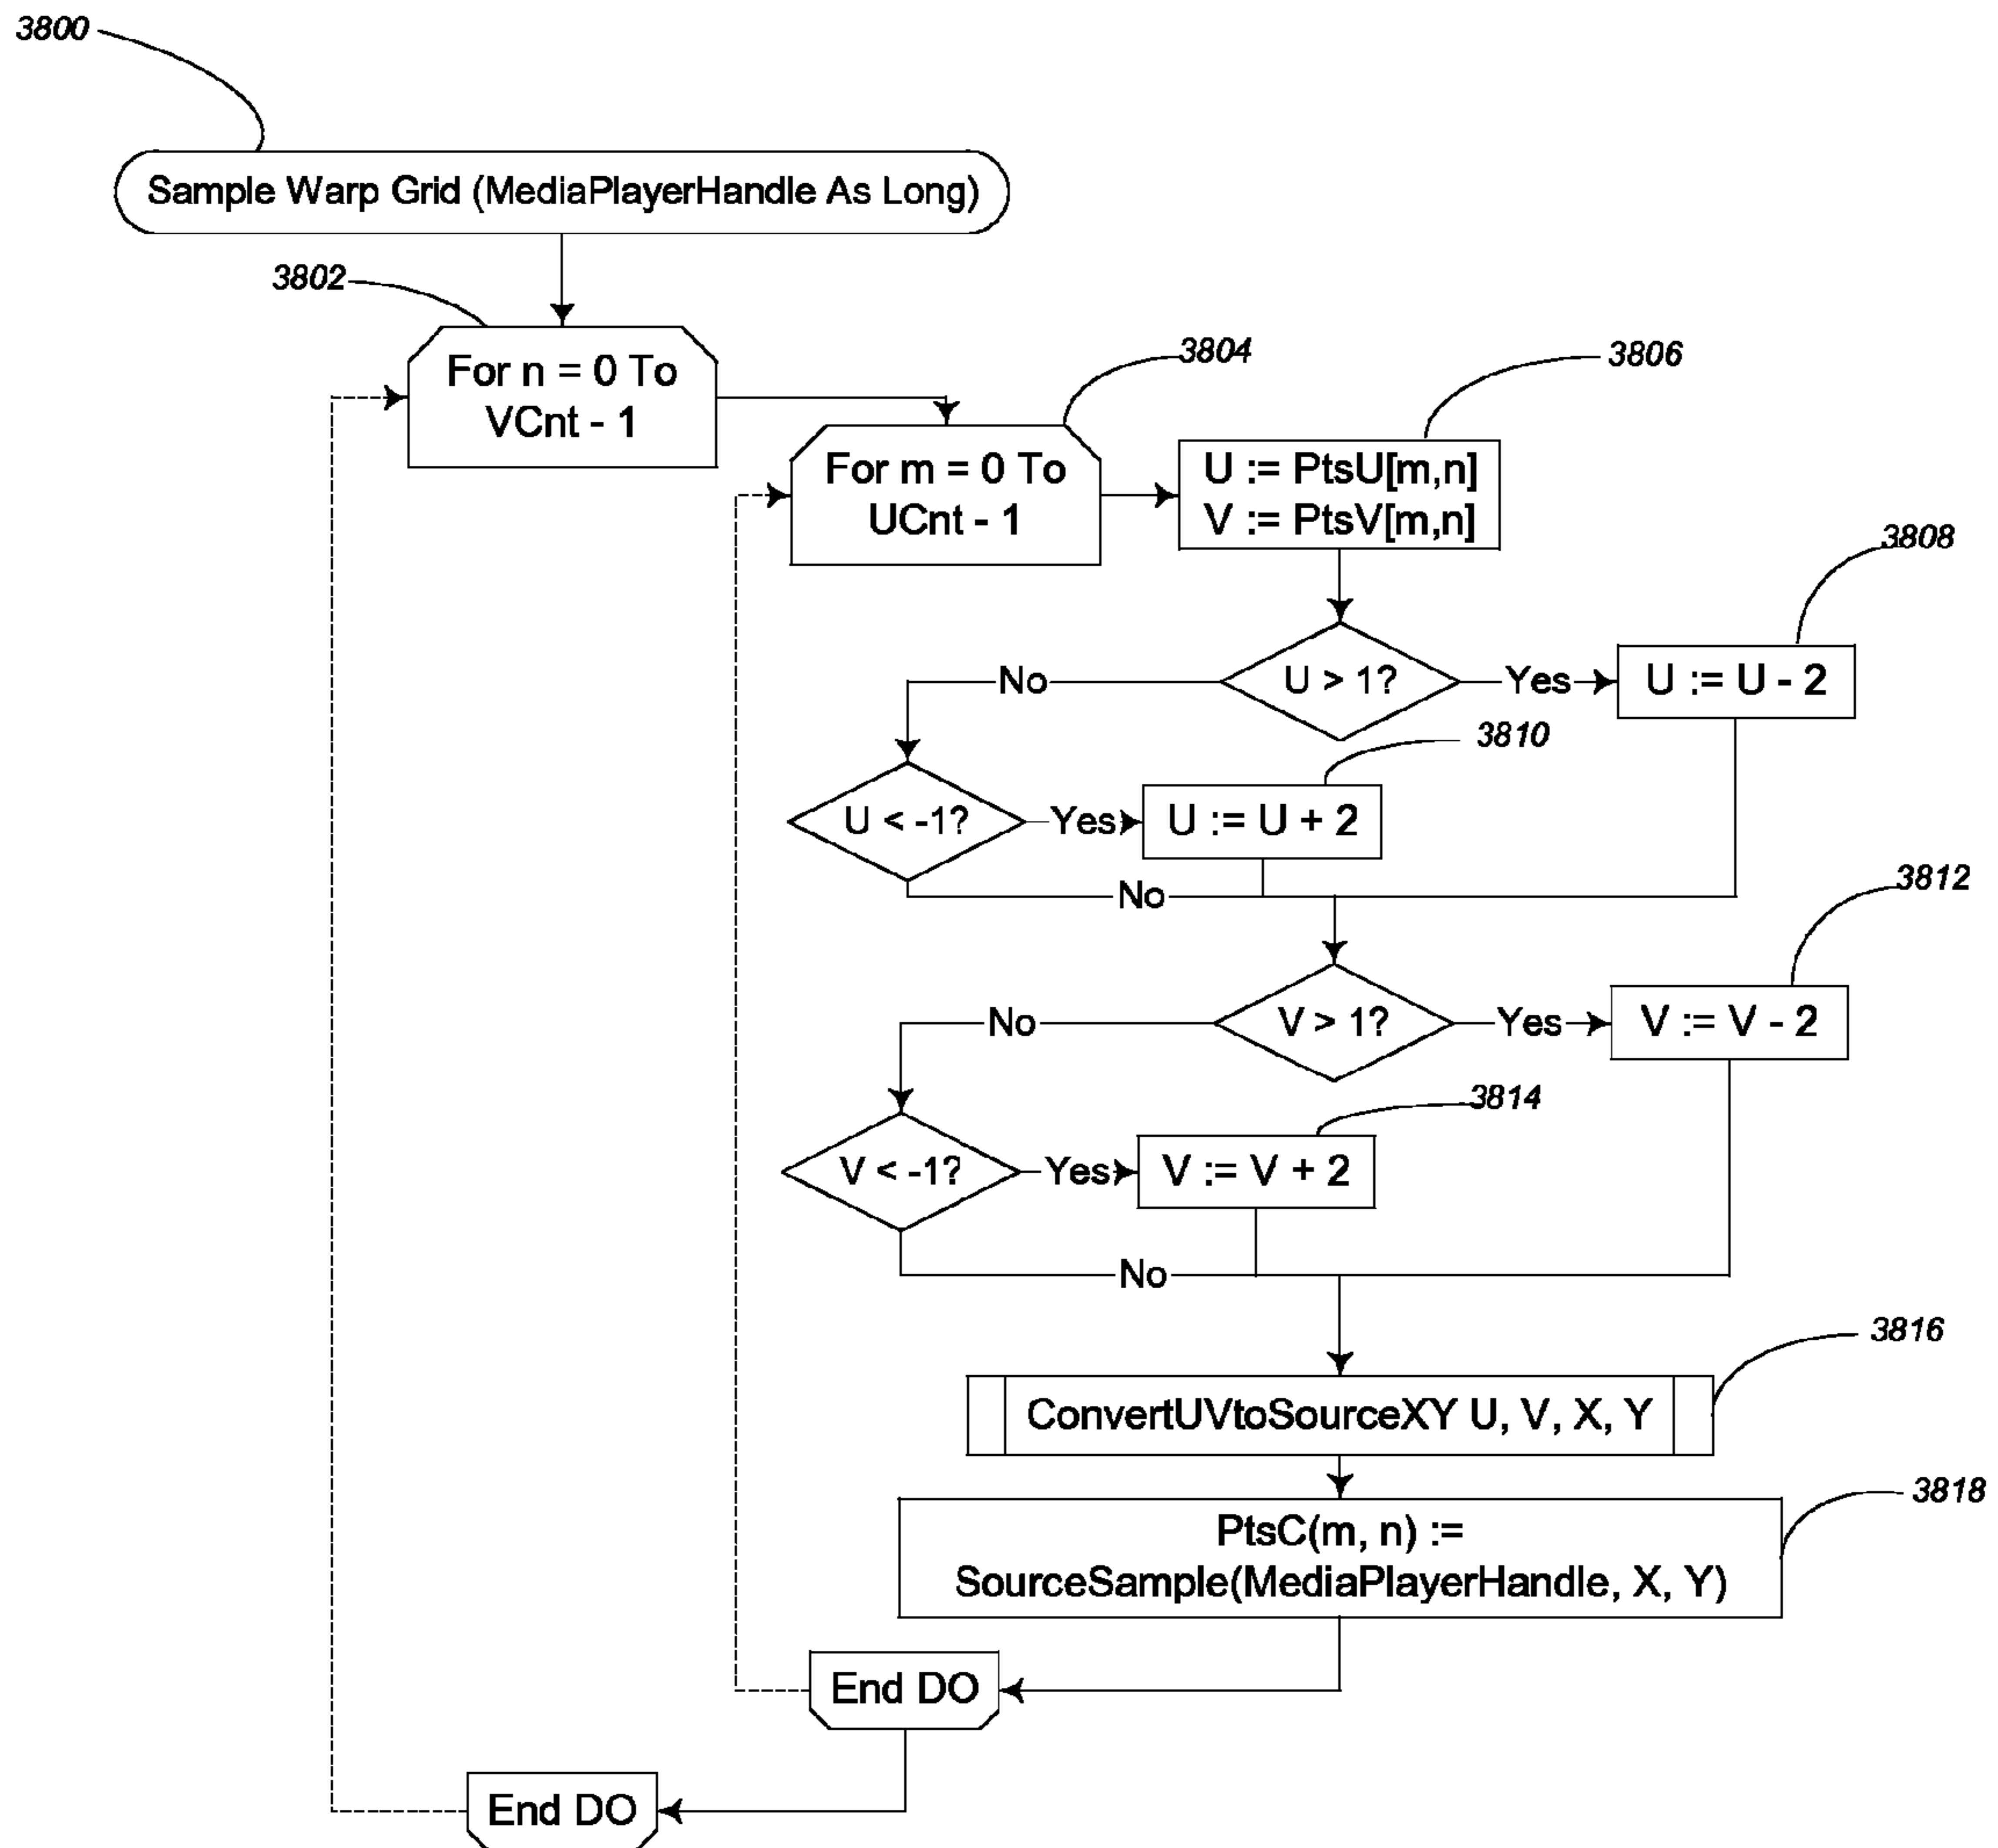 3800
Sample Warp Grid (MediaPlayerHandle As Long)
3802
For n = 0 To
VCnt - 1
3804
For m = 0 To
UCnt - 1
3806
U := PtsU[m,n]
V := PtsV[m,n]
3808
U > 1?
No
Yes
U := U - 2
3810
U < -1?
Yes
U := U + 2
No
3812
V > 1?
No
Yes
V := V - 2
3814
V < -1?
Yes
V := V + 2
No
3816
ConvertUVtoSourceXY U, V, X, Y
3818
PtsC(m, n) :=
SourceSample(MediaPlayerHandle, X, Y)
End DO
End DO